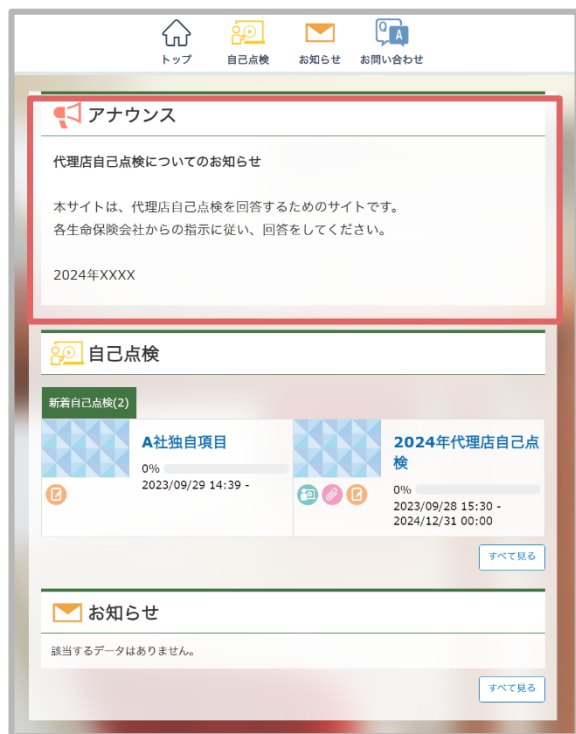 トップ
自己点検
お知らせ
Q A
お問い合わせ
アナウンス
代理店自己点検についてのお知らせ
本サイトは、代理店自己点検を回答するためのサイトです。
各生命保険会社からの指示に従い、回答をしてください。
2024年XXXX
自己点検
新着自己点検(2)
A社独自項目
0%
2023/09/29 14:39 -
2024年代理店自己点
検
0%
2023/09/28 15:30 -
2024/12/31 00:00
すべて見る
お知らせ
該当するデータはありません。
すべて見る